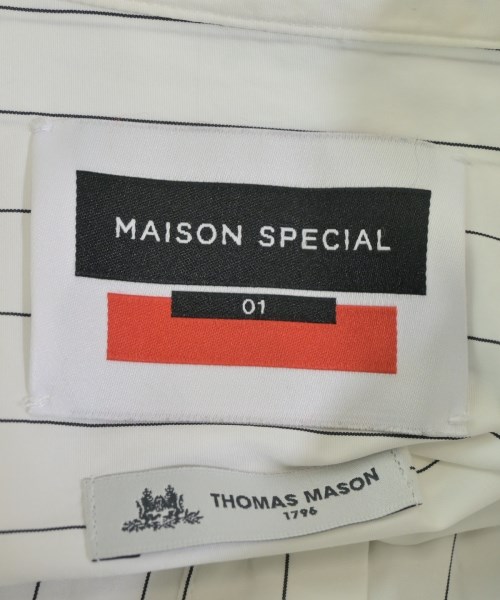 MAISON SPECIAL
01
THOMAS MASON
1796